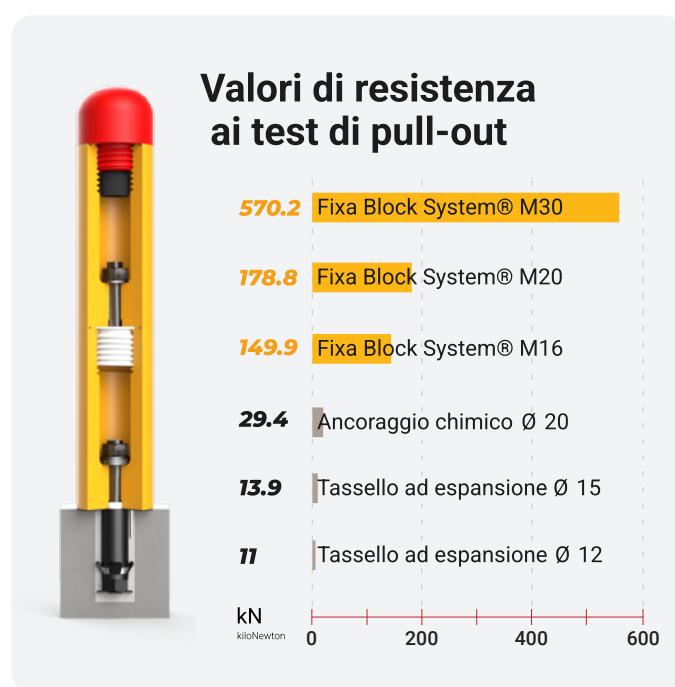 Valori di resistenza
ai test di pull-out
570.2 Fixa Block System® M30
178.8 Fixa Block System® M20
149.9 Fixa Block System® M16
29.4 Ancoraggio chimico Ø 20
13.9 Tassello ad espansione Ø 15
11 Tassello ad espansione Ø 12
kN
kiloNewton
0 200 400 600